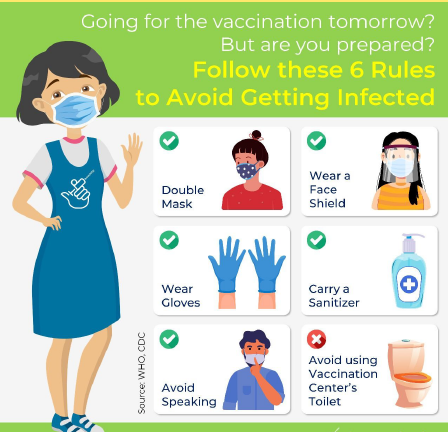 Going for the vaccination tomorrow?
But are you prepared?
Follow these 6 Rules
to Avoid Getting Infected
Double
Mask
Wear a
Face
Shield
Wear
Gloves
Carry a
Sanitizer
Avoid
Speaking
Avoid using
Vaccination
Center's
Toilet
Source: WHO, CDC